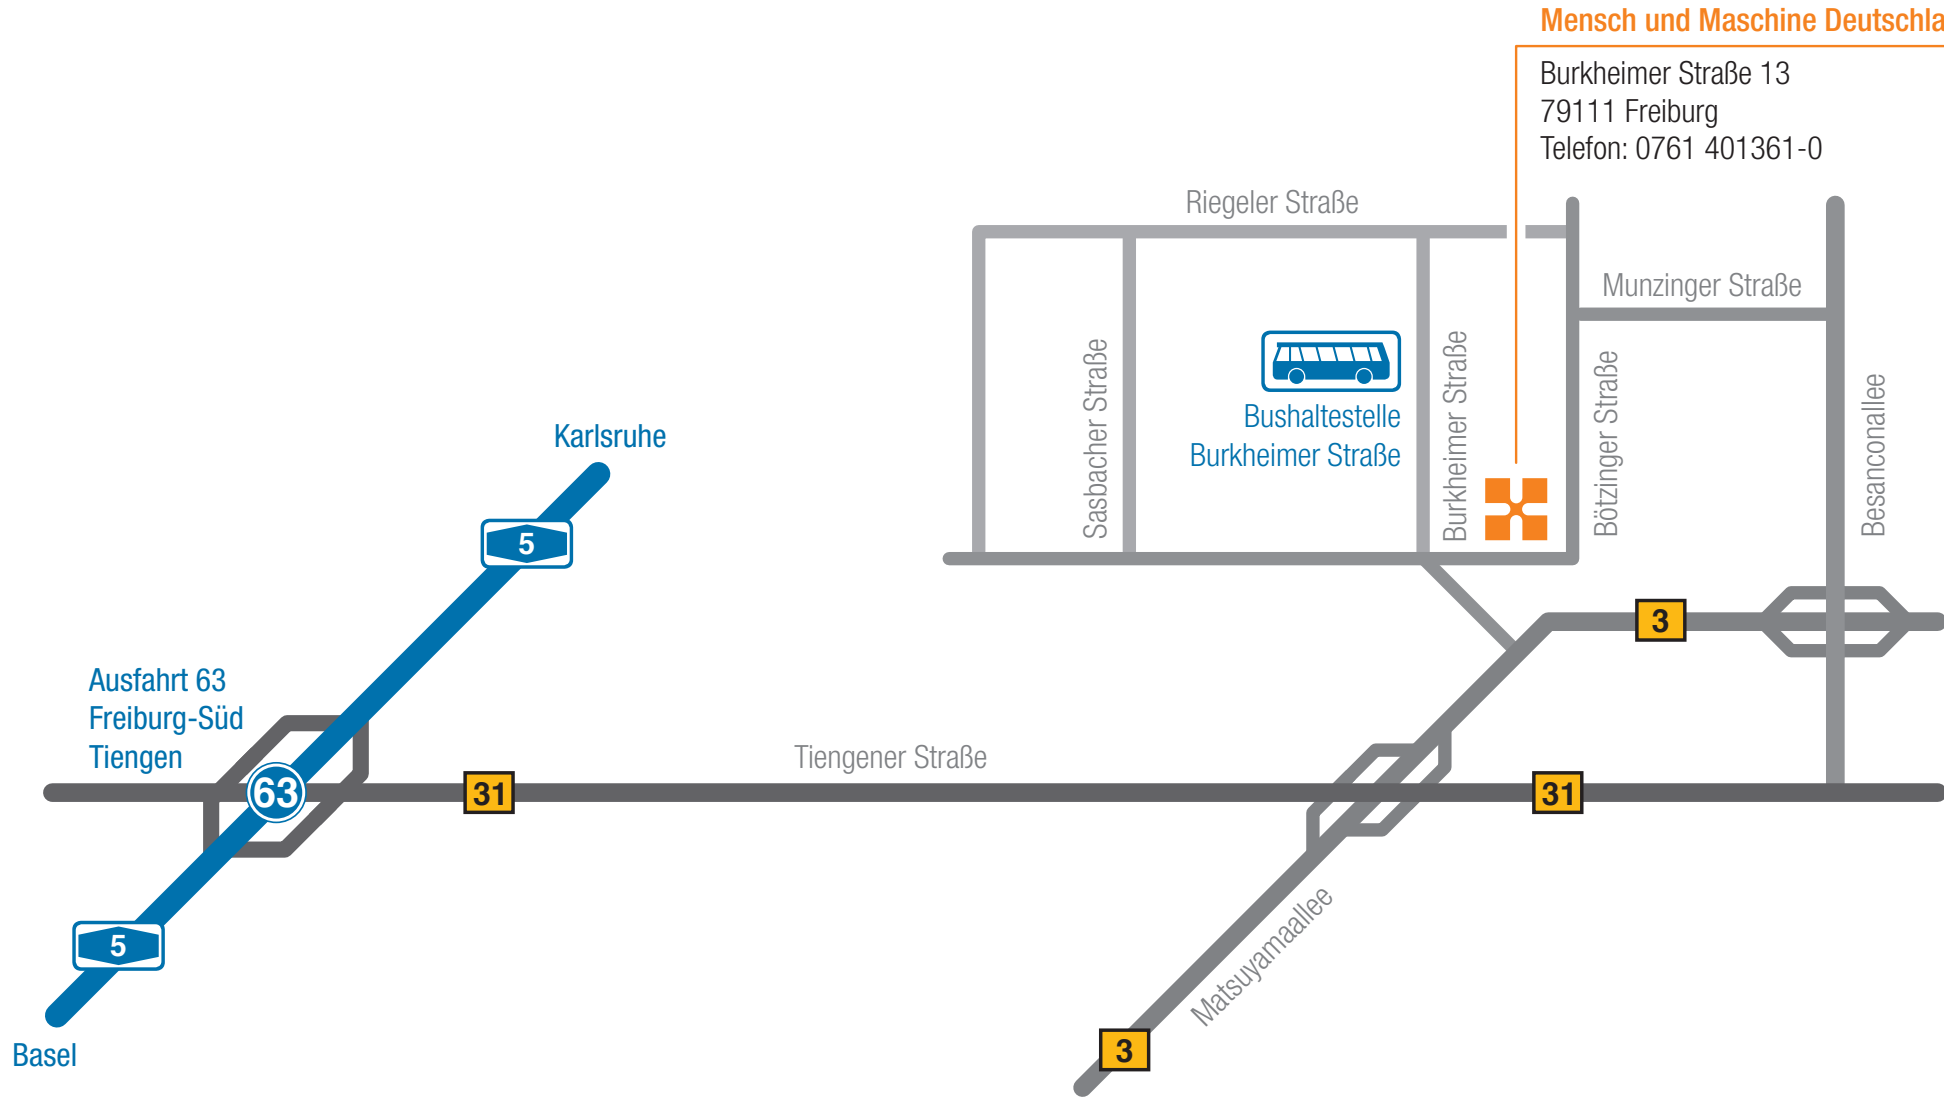 Mensch und Maschine Deutschla
Burkheimer Straße 13
79111 Freiburg
Telefon: 0761 401361-0
Riegeler Straße
Munzinger Straße
Sasbacher Straße
Bushaltestelle
Burkheimer Straße
Burkheimer Straße
Bötzinger Straße
Besanconallee
Karlsruhe
5
3
Ausfahrt 63
Freiburg-Süd
Tiengen
63
31
Tiengener Straße
31
5
Matsuyamaallee
3
Basel